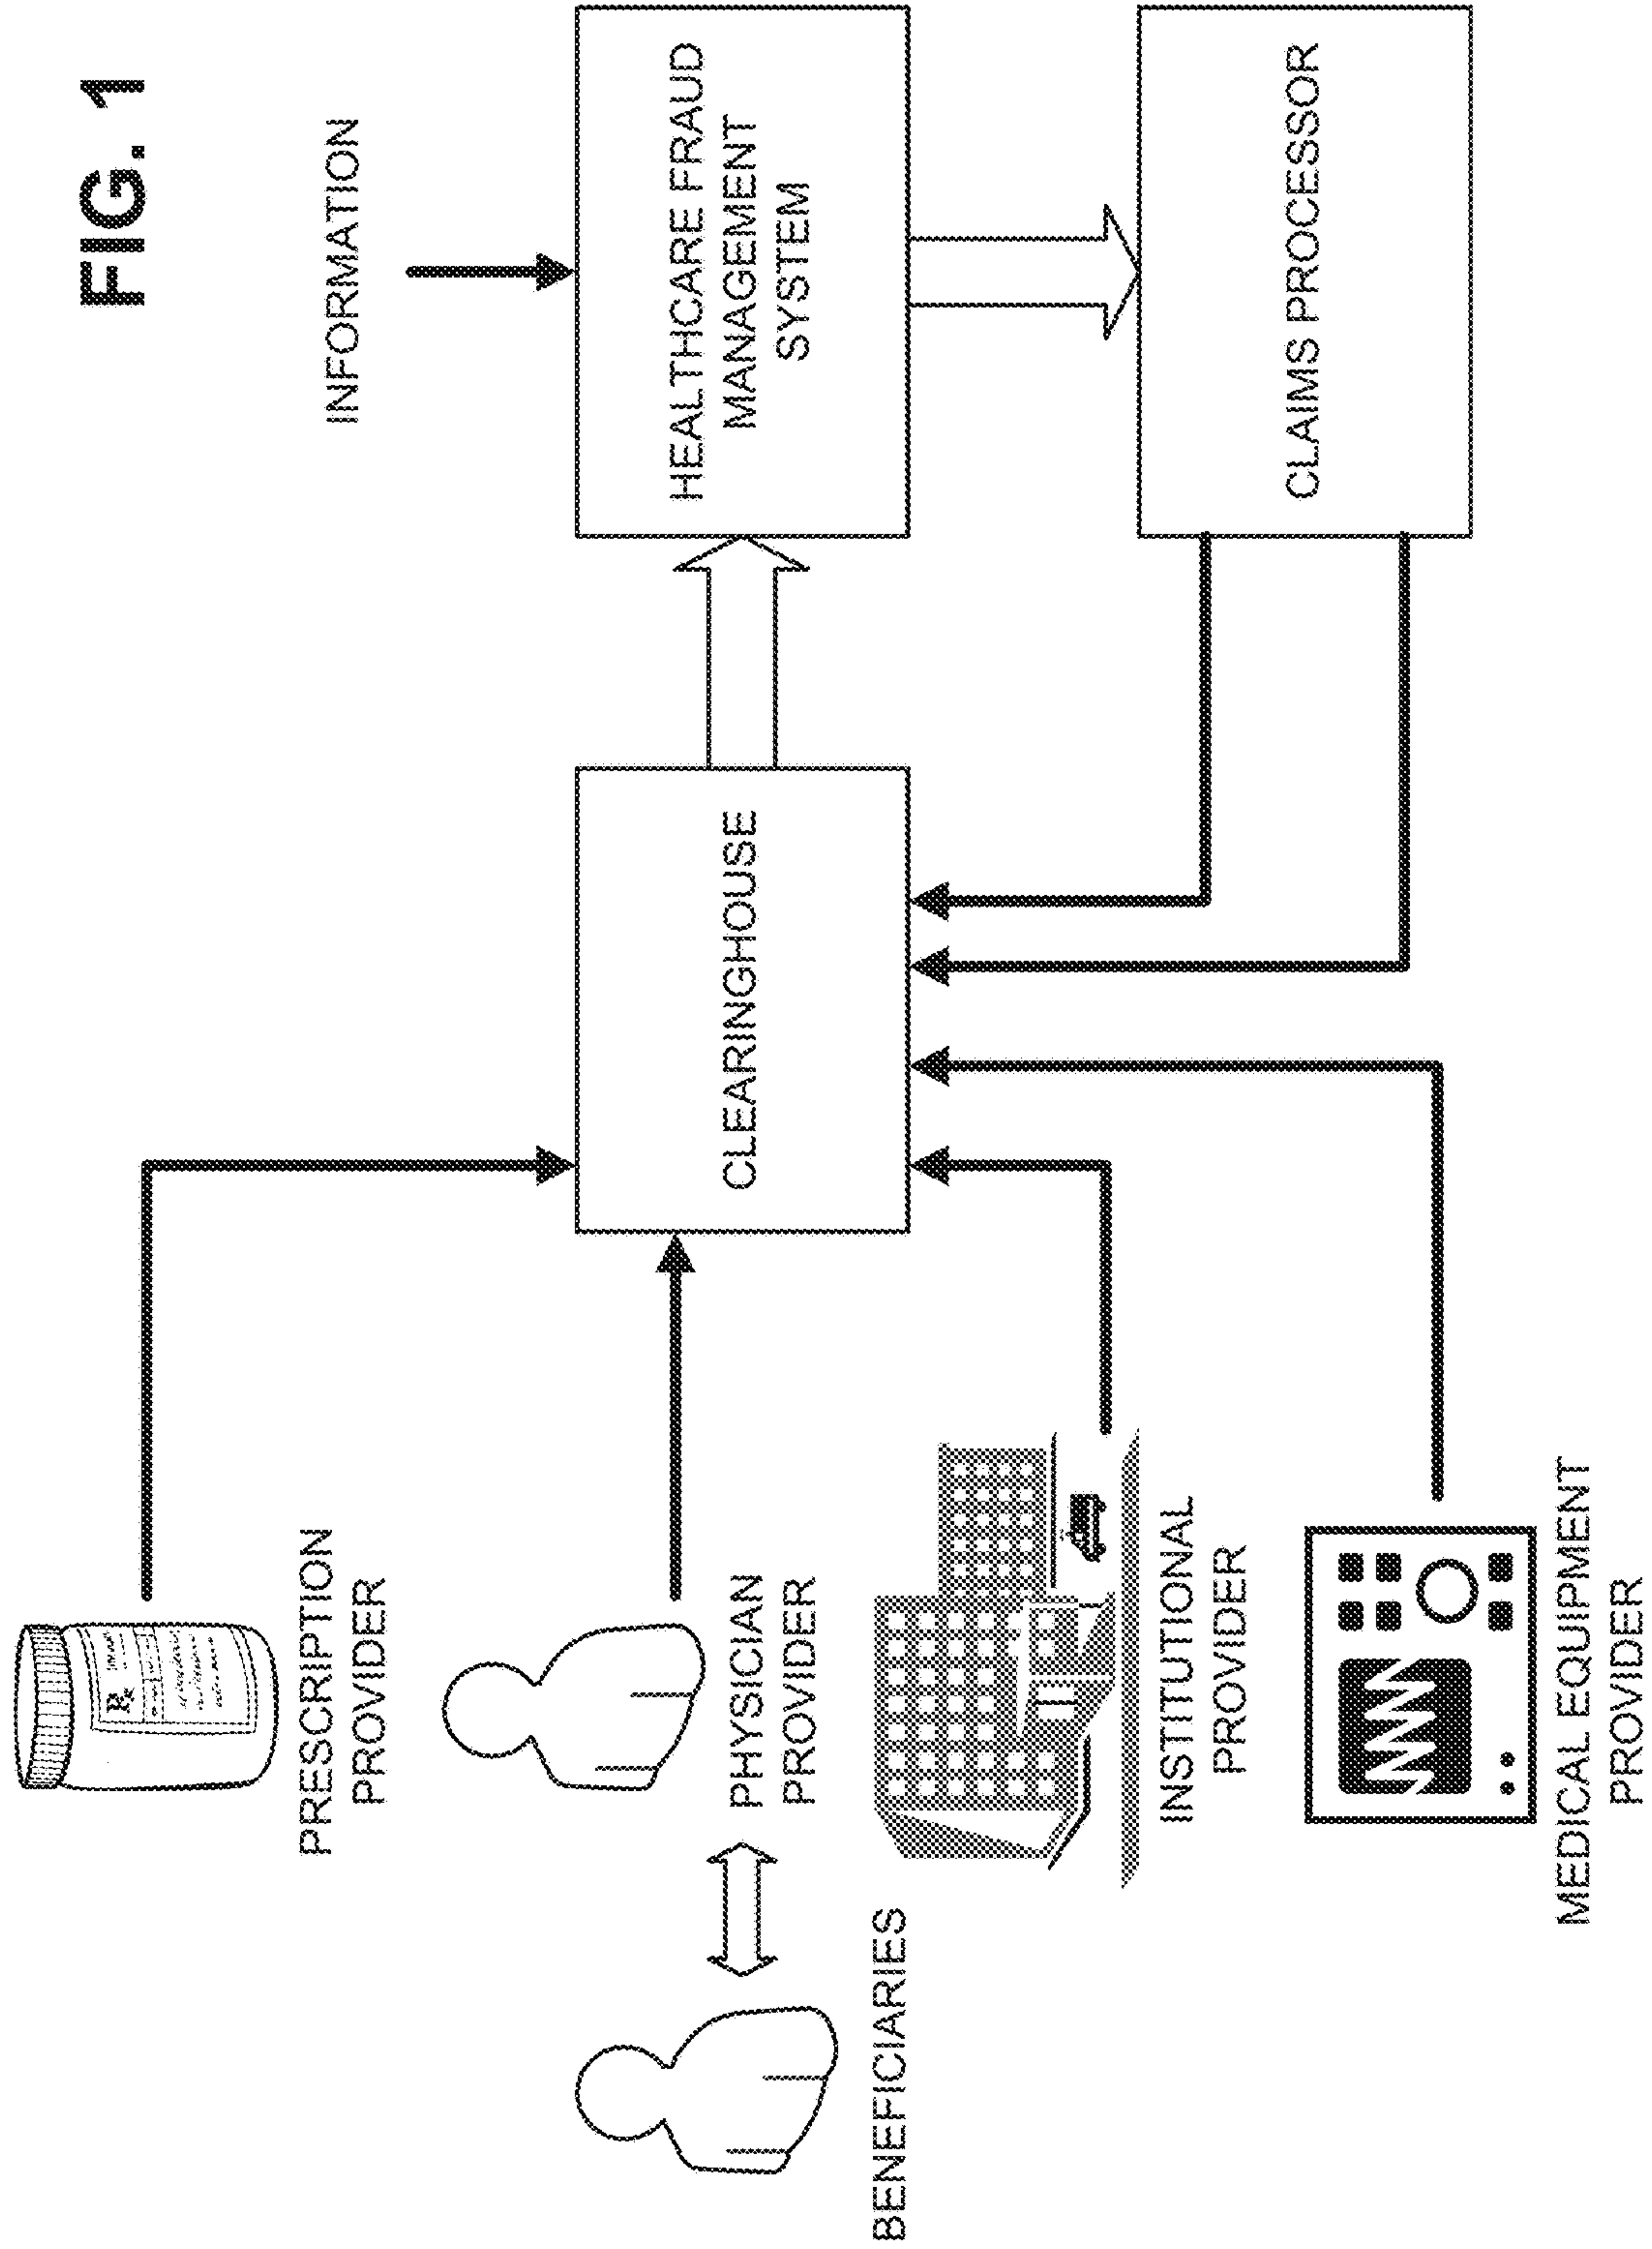 FIG. 1
INFORMATION
PRESCRIPTION
PROVIDER
Rx
PHYSICIAN
PROVIDER
BENEFICIARIES
INSTITUTIONAL
PROVIDER
MEDICAL EQUIPMENT
PROVIDER
CLEARINGHOUSE
HEALTHCARE FRAUD
MANAGEMENT
SYSTEM
CLAIMS PROCESSOR